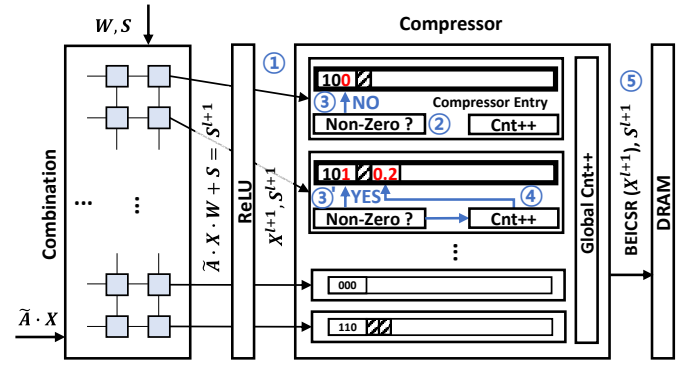 W, S
Compressor
Combination
...
...
Ã · X
Ã · X · W + S = S^{l+1}
ReLU
①
X^{l+1}, S^{l+1}
100
③ NO
Compressor Entry
Non-Zero ? ②
Cnt++
101 0.2
③' YES
④
Non-Zero ?
Cnt++
...
000
110
Global Cnt++
⑤
BEICSR (X^{l+1}), S^{l+1}
DRAM